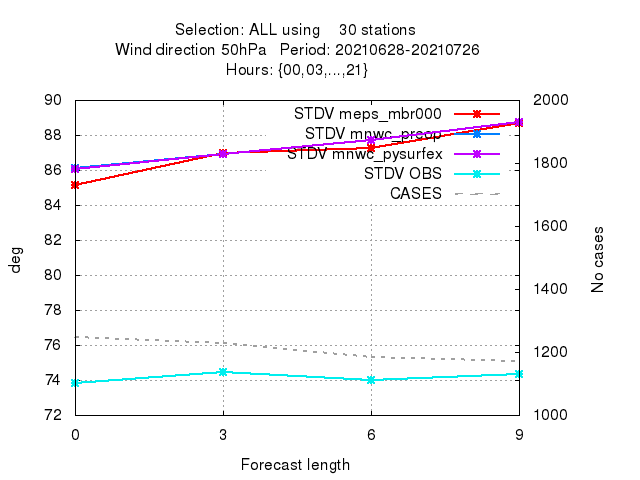 Selection: ALL using 30 stations
Wind direction 50hPa Period: 20210628-20210726
Hours: {00,03,...,21}
90 2000
STDV meps_mbr000
88 STDV mnwc_preop
1800
STDV mnwc_pysurfex
86 STDV OBS
84 CASES
1600
82
deg
80 No cases
1400
78
76
1200
74
72 1000
0 3 6 9
Forecast length